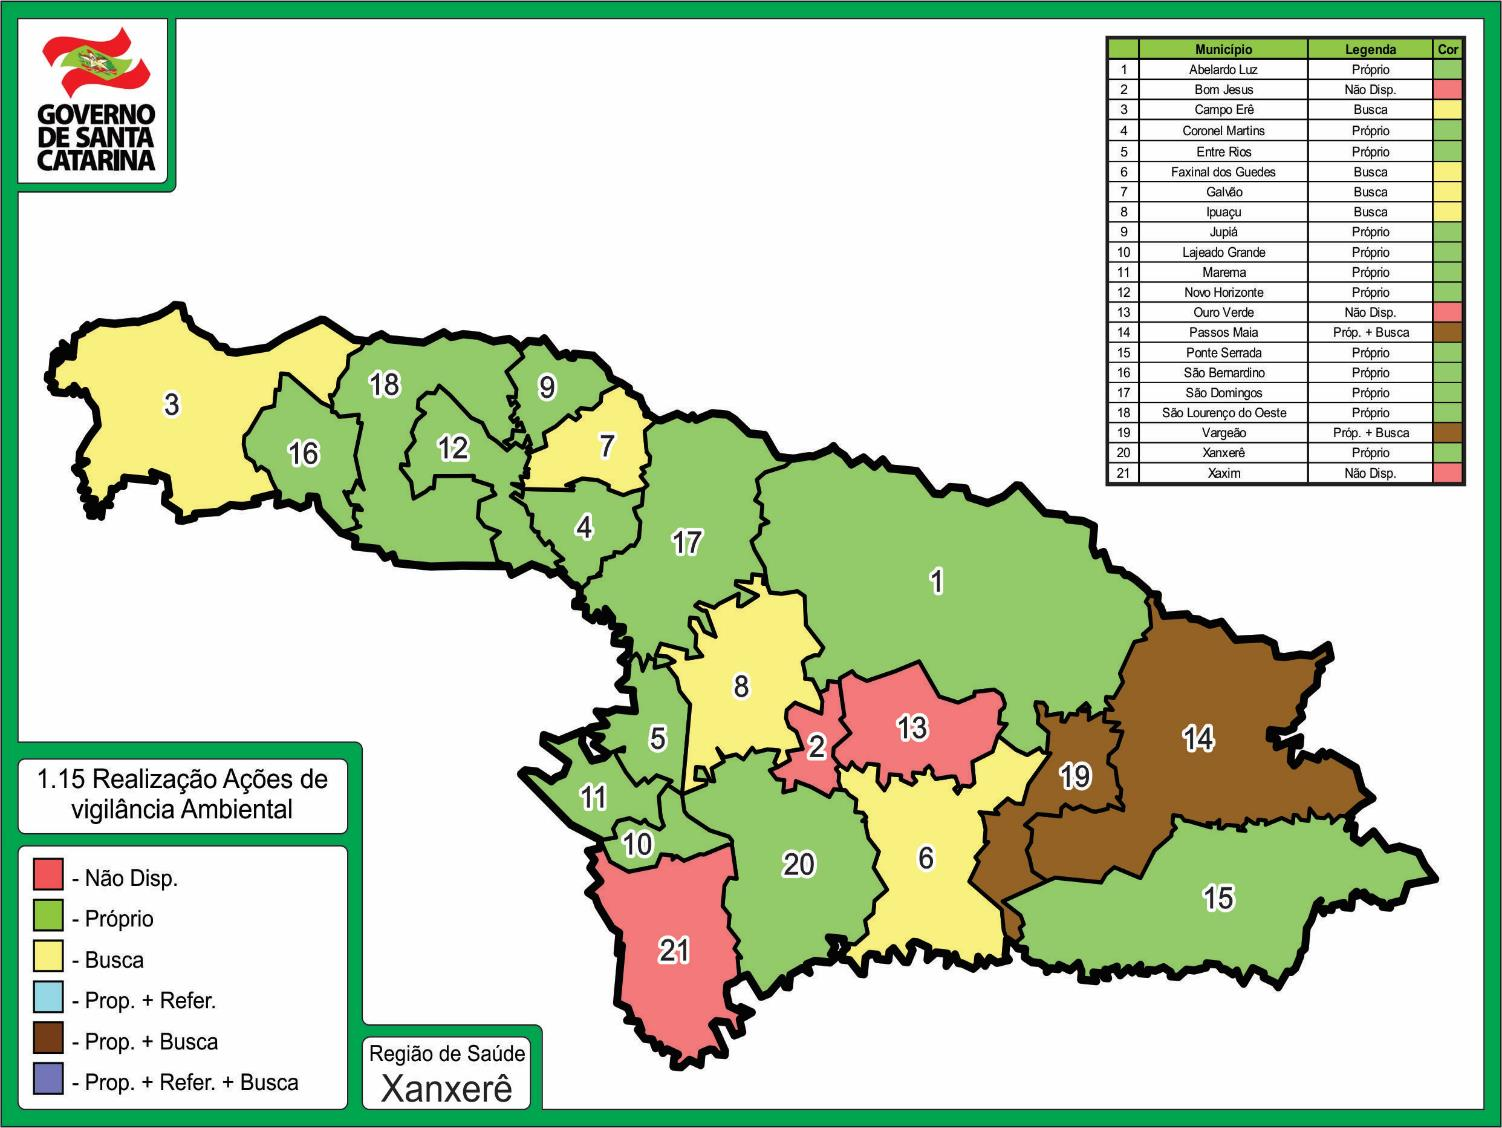 GOVERNO
DE SANTA
CATARINA
Município Legenda Cor
1 Abelardo Luz Próprio
2 Bom Jesus Não Disp.
3 Campo Erê Busca
4 Coronel Martins Próprio
5 Entre Rios Próprio
6 Faxinal dos Guedes Busca
7 Galvão Busca
8 Ipuaçu Busca
9 Jupiá Próprio
10 Lajeado Grande Próprio
11 Marema Próprio
12 Novo Horizonte Próprio
13 Ouro Verde Não Disp.
14 Passos Maia Próp. + Busca
15 Ponte Serrada Próprio
16 São Bernardino Próprio
17 São Domingos Próprio
18 São Lourenço do Oeste Próprio
19 Vargeão Próp. + Busca
20 Xanxerê Próprio
21 Xaxim Não Disp.
3
18
9
16
12
7
4
17
1
8
5
2
13
14
19
11
10
20
6
15
21
1.15 Realização Ações de
vigilância Ambiental
- Não Disp.
- Próprio
- Busca
- Prop. + Refer.
- Prop. + Busca
- Prop. + Refer. + Busca
Região de Saúde
Xanxerê